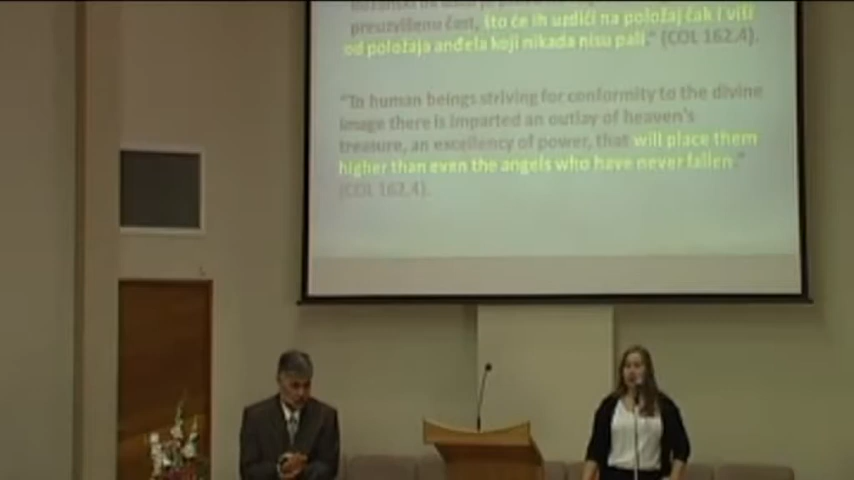 preuzvišenu čast, što će ih uzdići na položaj čak i viši
od položaja anđela koji nikada nisu pali." (COL 162.4).
"To human beings striving for conformity to the divine
image there is imparted an outlay of heaven's
treasure, an excellency of power, that will place them
higher than even the angels who have never fallen."
(COL 162.4).